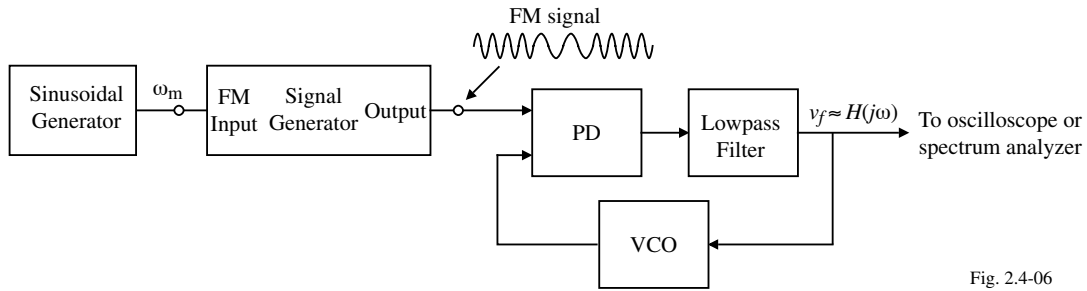 FM signal
Sinusoidal
Generator
ωm
FM
Input
Signal
Generator
Output
PD
Lowpass
Filter
vf ≈ H(jω)
To oscilloscope or
spectrum analyzer
VCO
Fig. 2.4-06